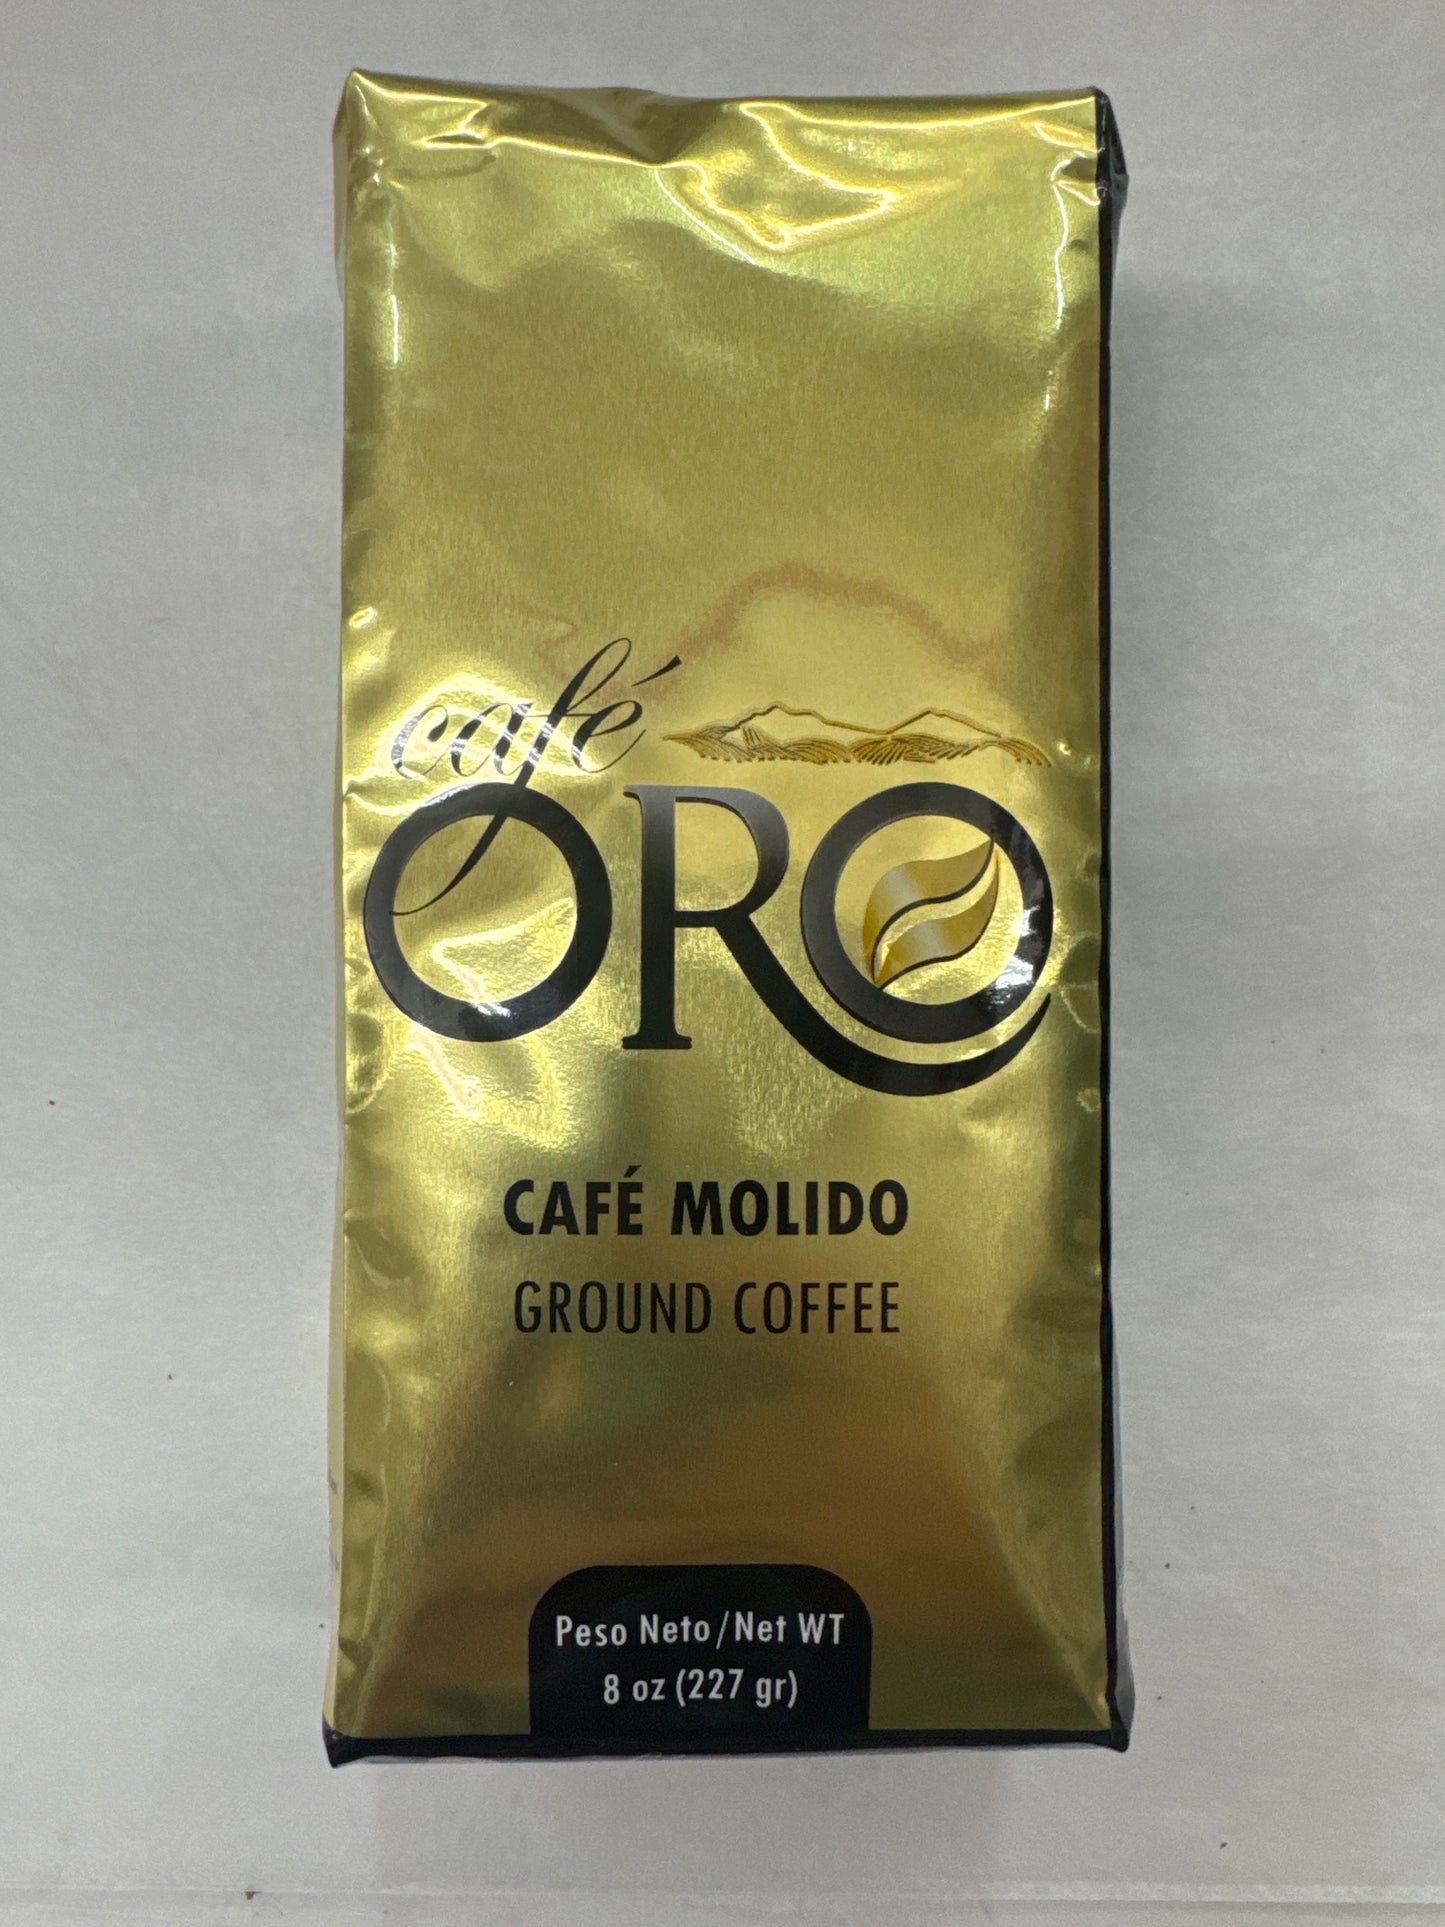 café
ORO
CAFÉ MOLIDO
GROUND COFFEE
Peso Neto/Net WT
8 oz (227 gr)